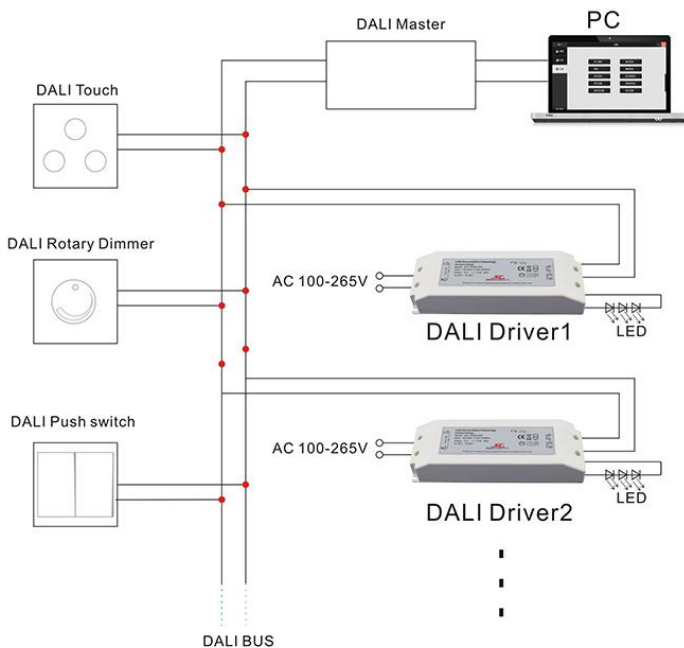 DALI Master
PC
DALI Touch
DALI Rotary Dimmer
AC 100-265V
DALI Driver1
LED
DALI Push switch
AC 100-265V
DALI Driver2
LED
DALI BUS